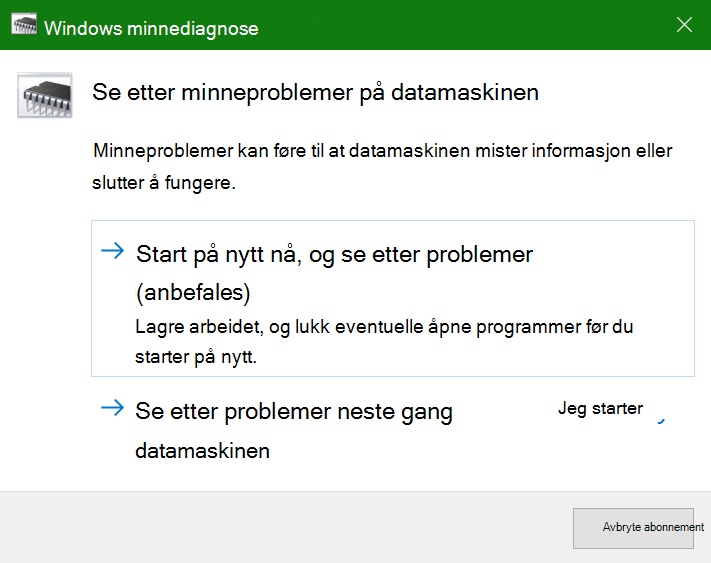 Windows minnediagnose
Se etter minneproblemer på datamaskinen
Minneproblemer kan føre til at datamaskinen mister informasjon eller
slutter å fungere.
Start på nytt nå, og se etter problemer
(anbefales)
Lagre arbeidet, og lukk eventuelle åpne programmer før du
starter på nytt.
Se etter problemer neste gang Jeg starter
datamaskinen
Avbryte abonnement